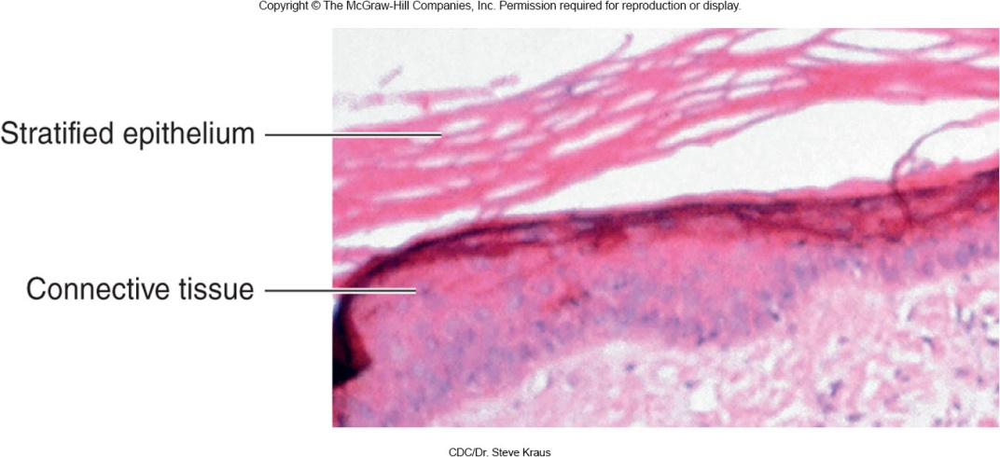 Copyright © The McGraw-Hill Companies, Inc. Permission required for reproduction or display.
Stratified epithelium
Connective tissue
CDC/Dr. Steve Kraus